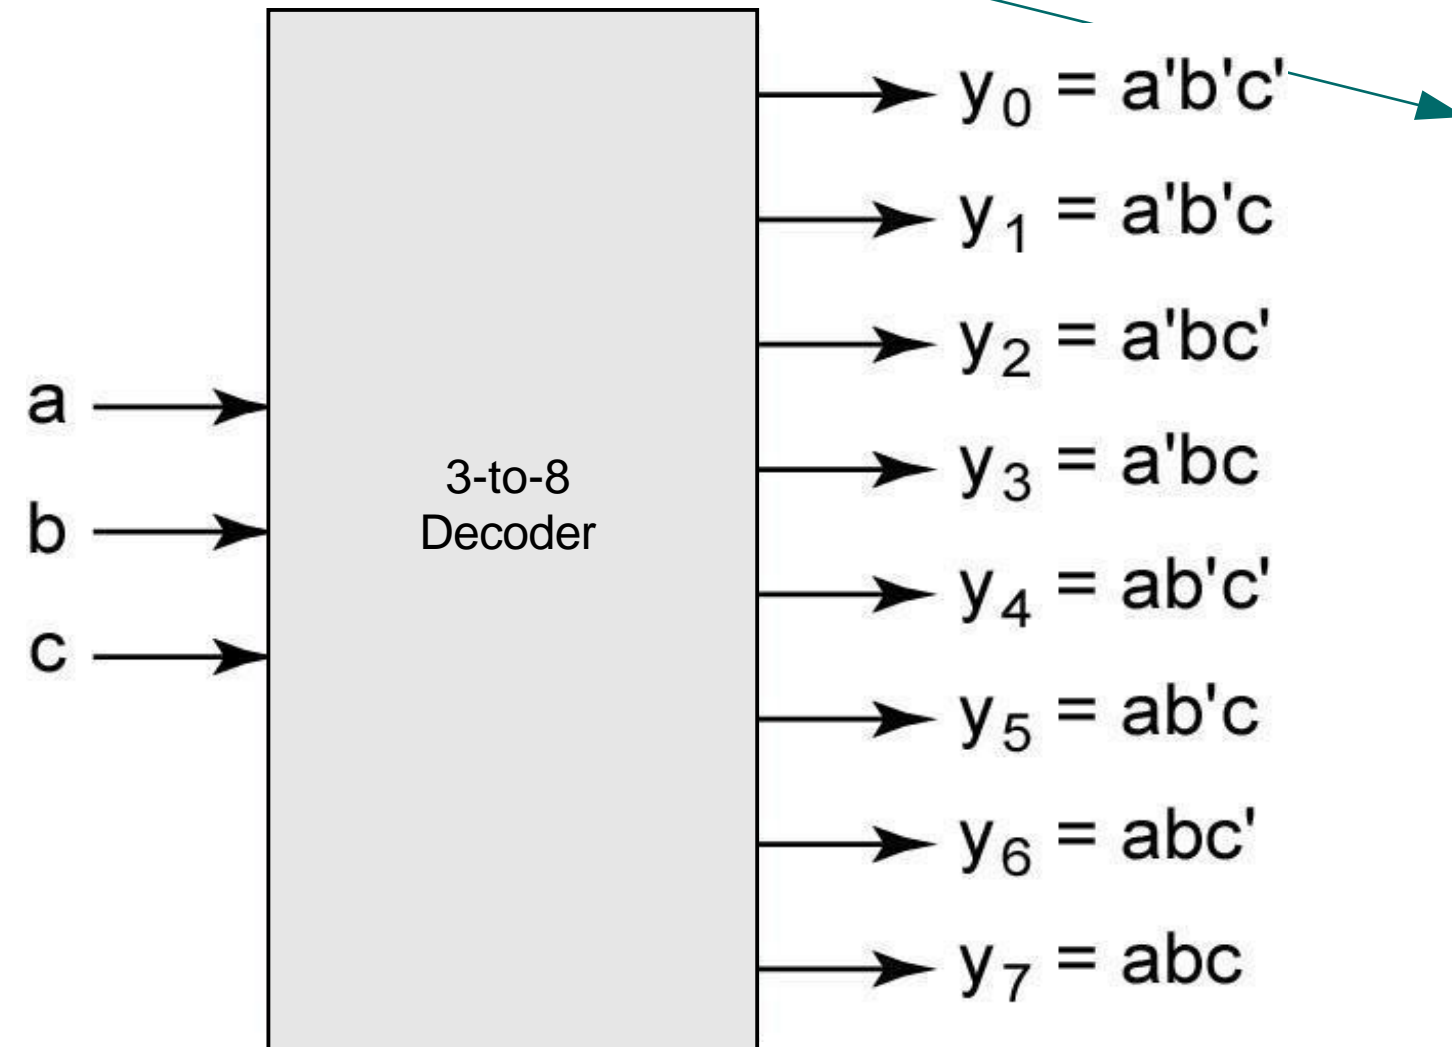 y0 = a'b'c'
y1 = a'b'c
y2 = a'bc'
a
y3 = a'bc
3-to-8
Decoder
b
y4 = ab'c'
c
y5 = ab'c
y6 = abc'
y7 = abc